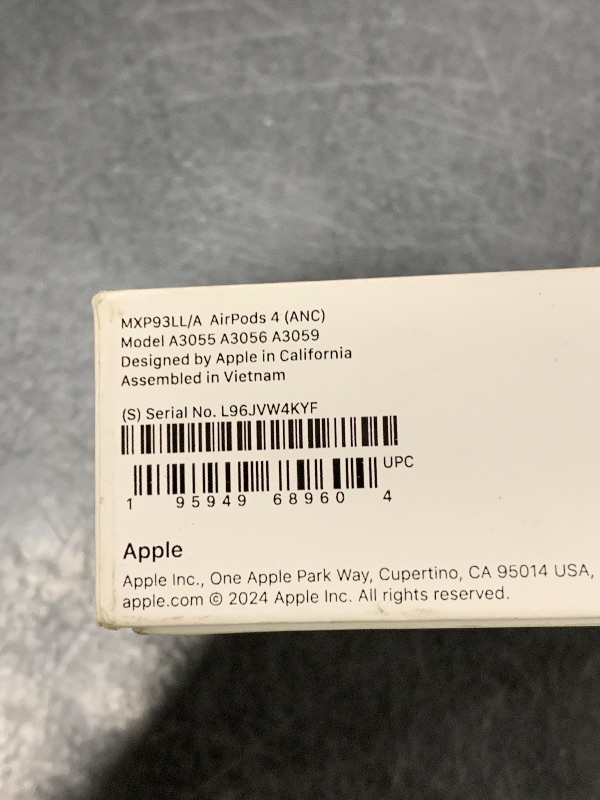 MXP93LL/A AirPods 4 (ANC)
Model A3055 A3056 A3059
Designed by Apple in California
Assembled in Vietnam
(S) Serial No. L96JVW4KYF
UPC
1 95949 68960 4
Apple
Apple Inc., One Apple Park Way, Cupertino, CA 95014 USA,
apple.com © 2024 Apple Inc. All rights reserved.